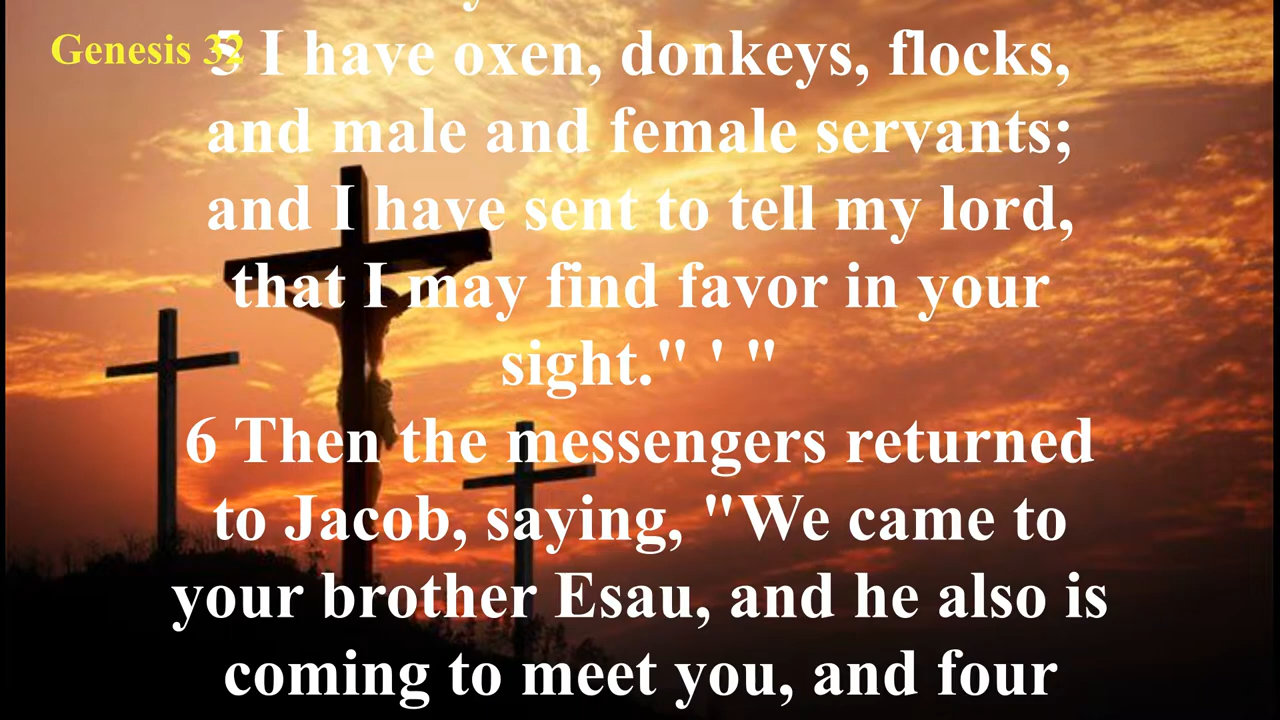 Genesis 32
5 I have oxen, donkeys, flocks,
and male and female servants;
and I have sent to tell my lord,
that I may find favor in your
sight." ' "
6 Then the messengers returned
to Jacob, saying, "We came to
your brother Esau, and he also is
coming to meet you, and four